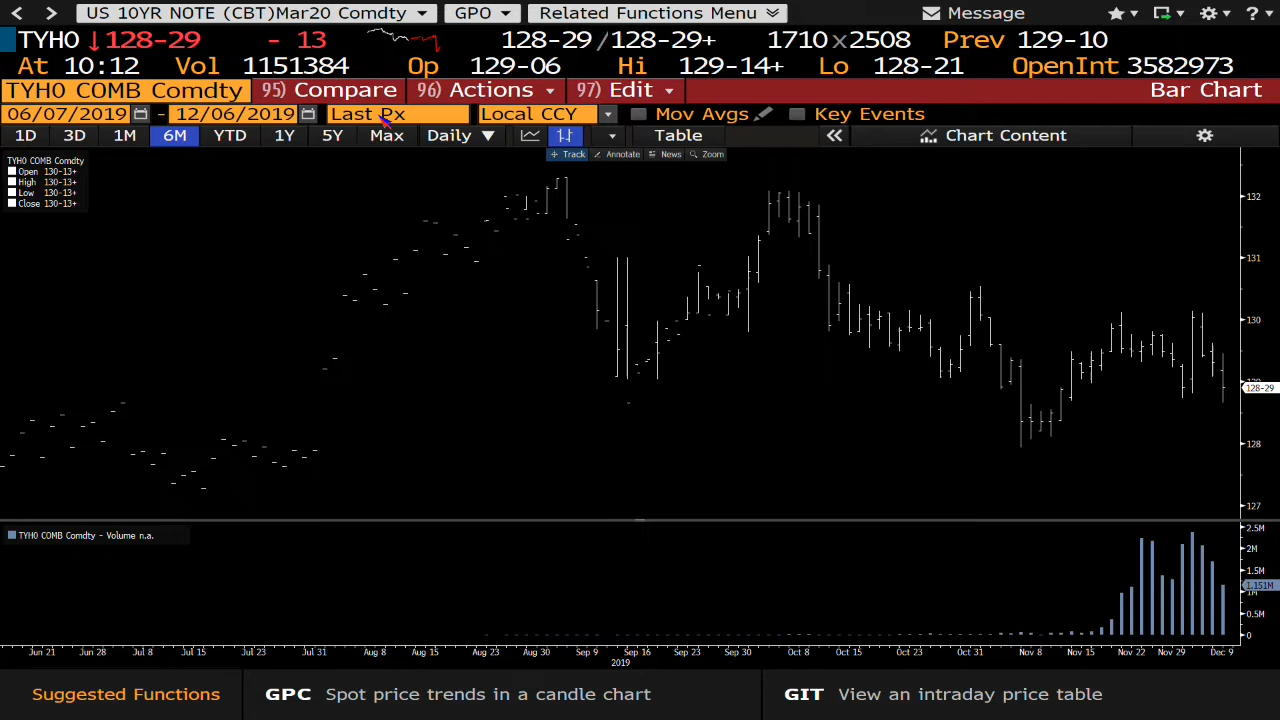 US 10YR NOTE (CBT)Mar20 Comdty GPO Related Functions Menu Message ?
TYH0 ↓128-29 - 13 128-29 /128-29+ 1710 x 2508 Prev 129-10
At 10:12 Vol 1151384 Op 129-06 Hi 129-14+ Lo 128-21 OpenInt 3582973
TYH0 COMB Comdty 95) Compare 96) Actions 97) Edit Bar Chart
06/07/2019 - 12/06/2019 Last Px Local CCY Mov Avgs Key Events
1D 3D 1M 6M YTD 1Y 5Y Max Daily ▼ Table Chart Content
Track Annotate News Zoom
TYH0 COMB Comdty
Open 130-13+
High 130-13+
Low 130-13+
Close 130-13+
132
131
130
128-29
128
127
TYH0 COMB Comdty - Volume n.a.
2.5M
2M
1.5M
1.151M
1M
0.5M
0
Jun 21 Jun 28 Jul 8 Jul 15 Jul 23 Jul 31 Aug 8 Aug 15 Aug 23 Aug 30 Sep 9 Sep 16 Sep 23 Sep 30 Oct 8 Oct 15 Oct 23 Oct 31 Nov 8 Nov 15 Nov 22 Nov 29 Dec 9
2019
Suggested Functions GPC Spot price trends in a candle chart GIT View an intraday price table